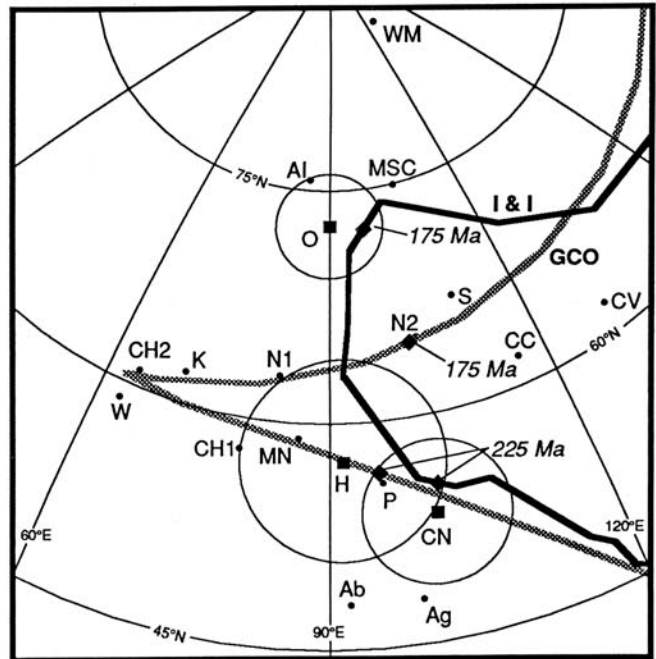 WM
AI
MSC
75°N
I & I
O
175 Ma
GCO
S
CV
N2
CC
60°N
CH2
K
N1
175 Ma
W
CH1
MN
225 Ma
H
P
CN
60°E
120°E
Ab
Ag
45°N
90°E